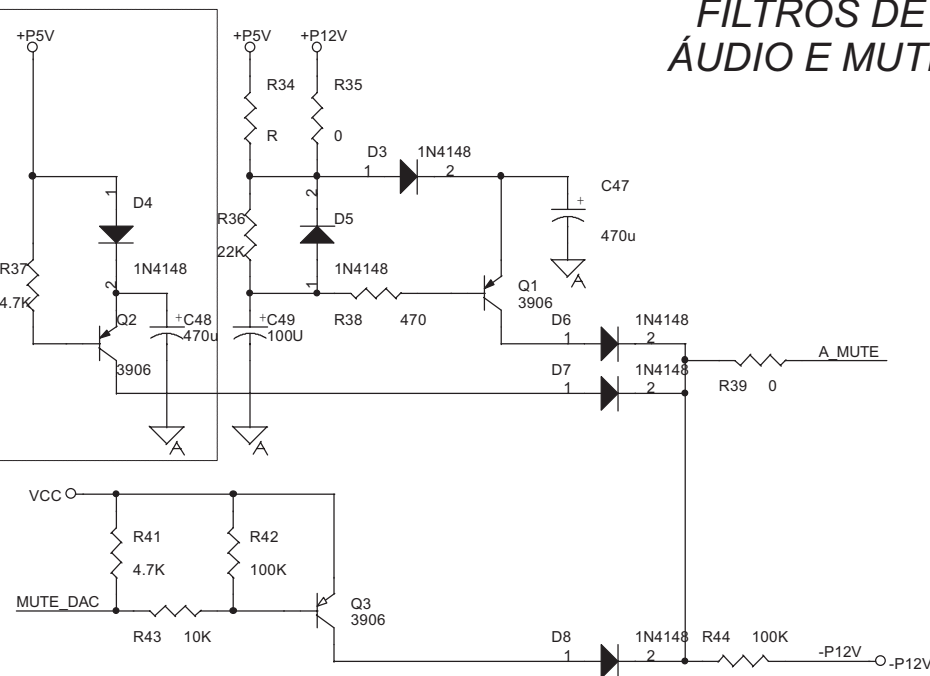 FILTROS DE
ÁUDIO E MUT
+P5V
+P5V
+P12V
R34
R35
R
0
D3
1N4148
1
2
C47
+
470u
A
1
D4
1N4148
2
R36
22K
2
D5
1N4148
1
R37
4.7K
Q2
3906
+C48
470u
+C49
100U
R38
470
Q1
3906
D6
1N4148
1
2
A_MUTE
D7
1N4148
1
2
R39
0
A
A
VCC
R41
4.7K
R42
100K
MUTE_DAC
R43
10K
Q3
3906
D8
1N4148
1
2
R44
100K
-P12V
-P12V